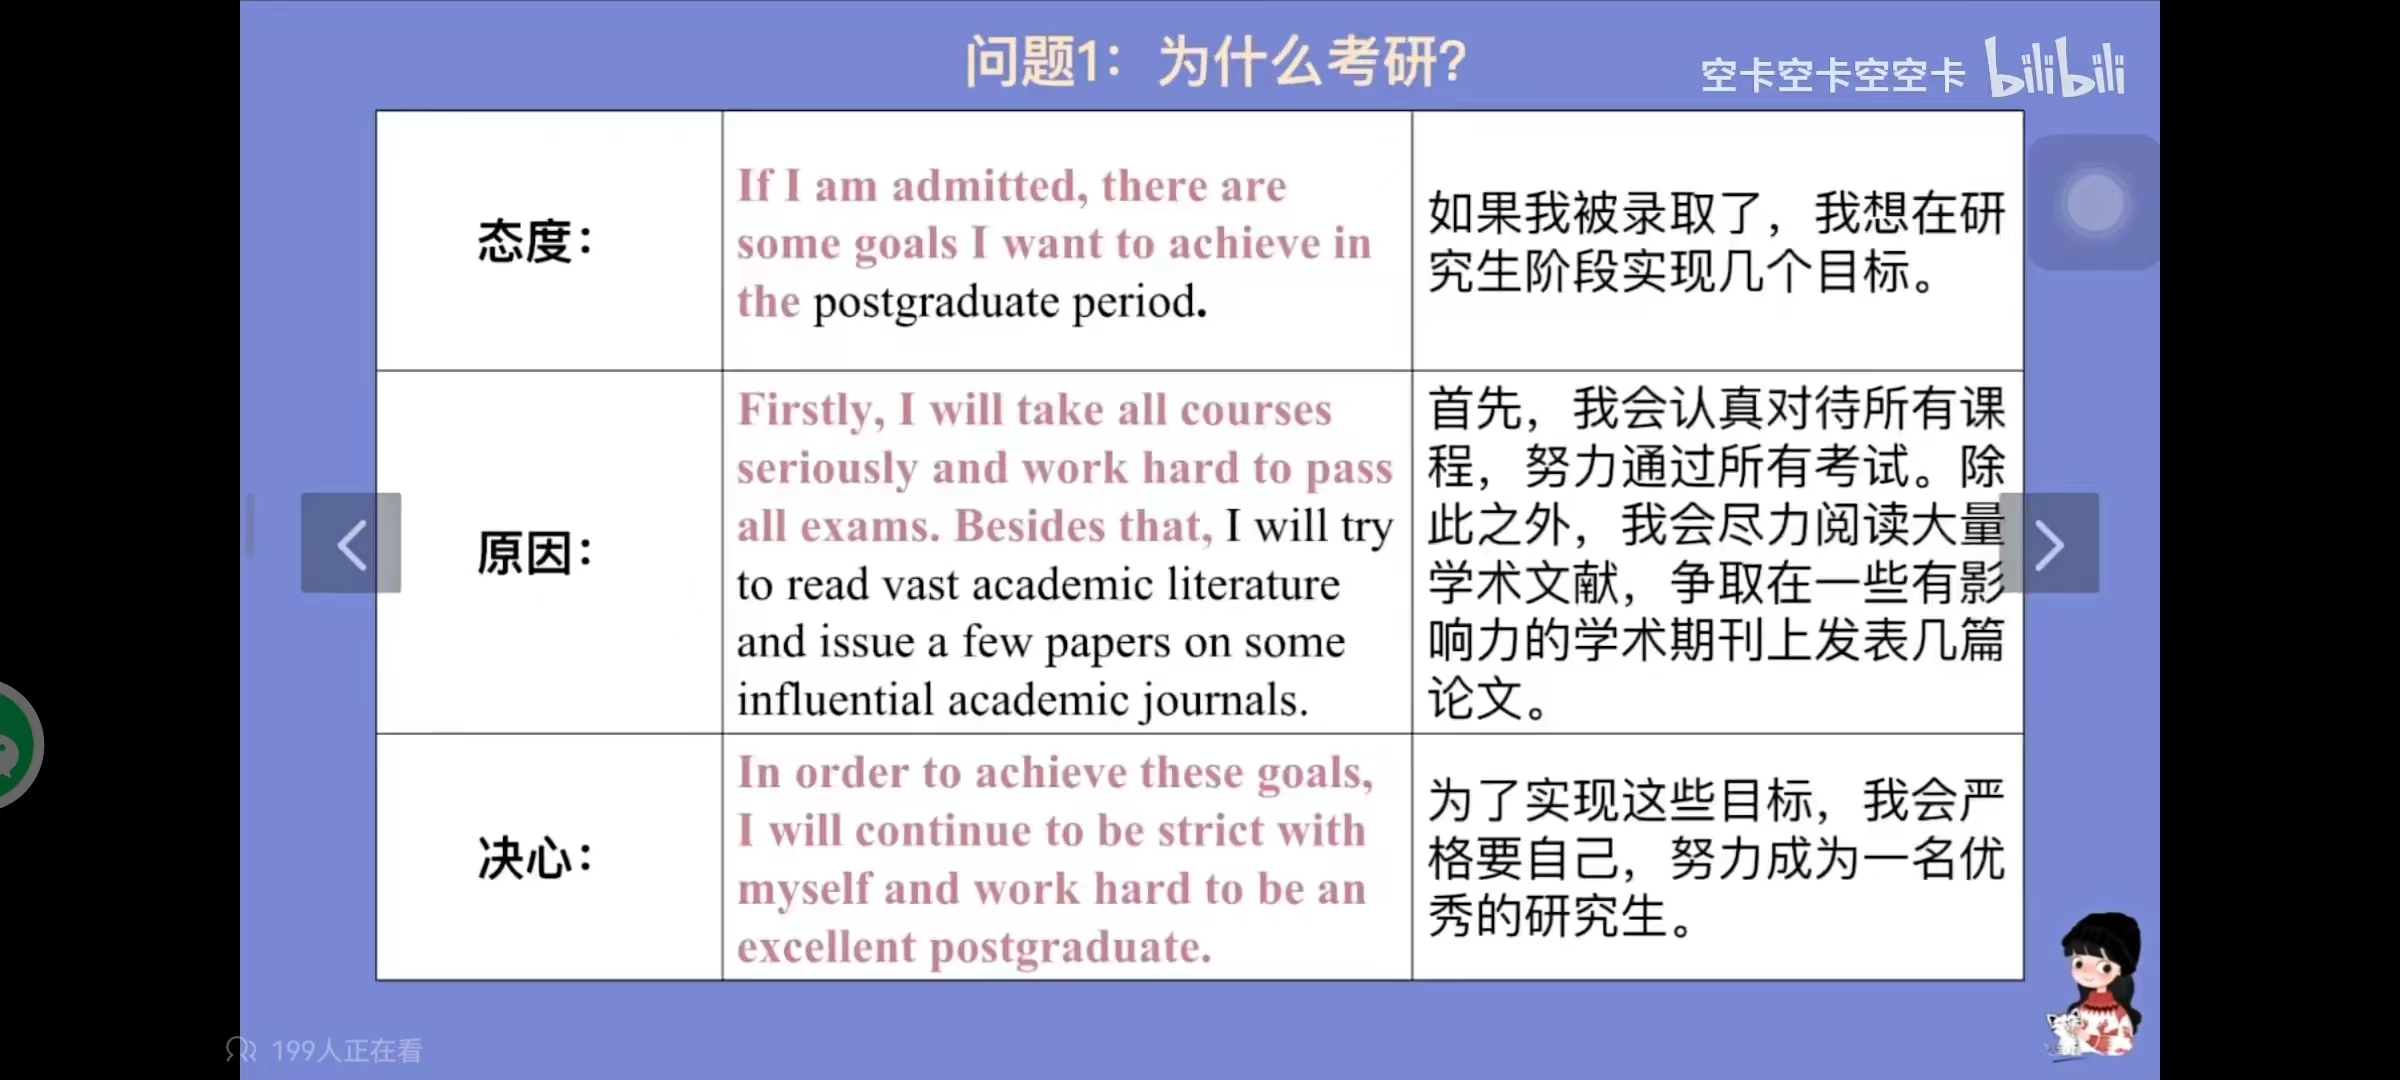 问题1：为什么考研?
空卡空卡空空卡 bilibili
态度：
If I am admitted, there are
some goals I want to achieve in
the postgraduate period.
如果我被录取了，我想在研
究生阶段实现几个目标。
原因：
Firstly, I will take all courses
seriously and work hard to pass
all exams. Besides that, I will try
to read vast academic literature
and issue a few papers on some
influential academic journals.
首先，我会认真对待所有课
程，努力通过所有考试。除
此之外，我会尽力阅读大量
学术文献，争取在一些有影
响力的学术期刊上发表几篇
论文。
决心：
In order to achieve these goals,
I will continue to be strict with
myself and work hard to be an
excellent postgraduate.
为了实现这些目标，我会严
格要自己，努力成为一名优
秀的研究生。
199人正在看